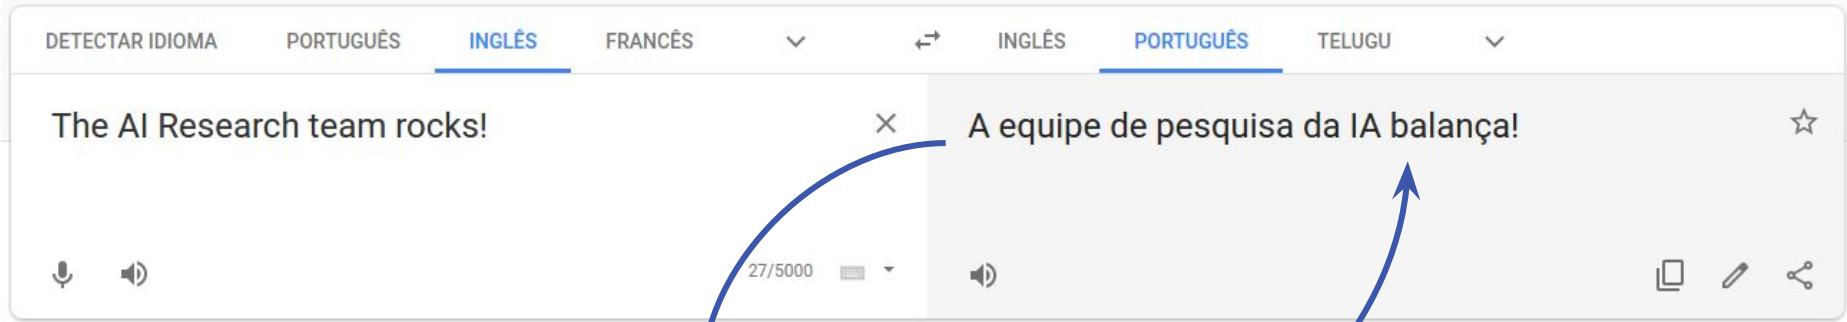 DETECTAR IDIOMA PORTUGUÊS INGLÊS FRANCÊS INGLÊS PORTUGUÊS TELUGU
The AI Research team rocks! A equipe de pesquisa da IA balança!
27/5000